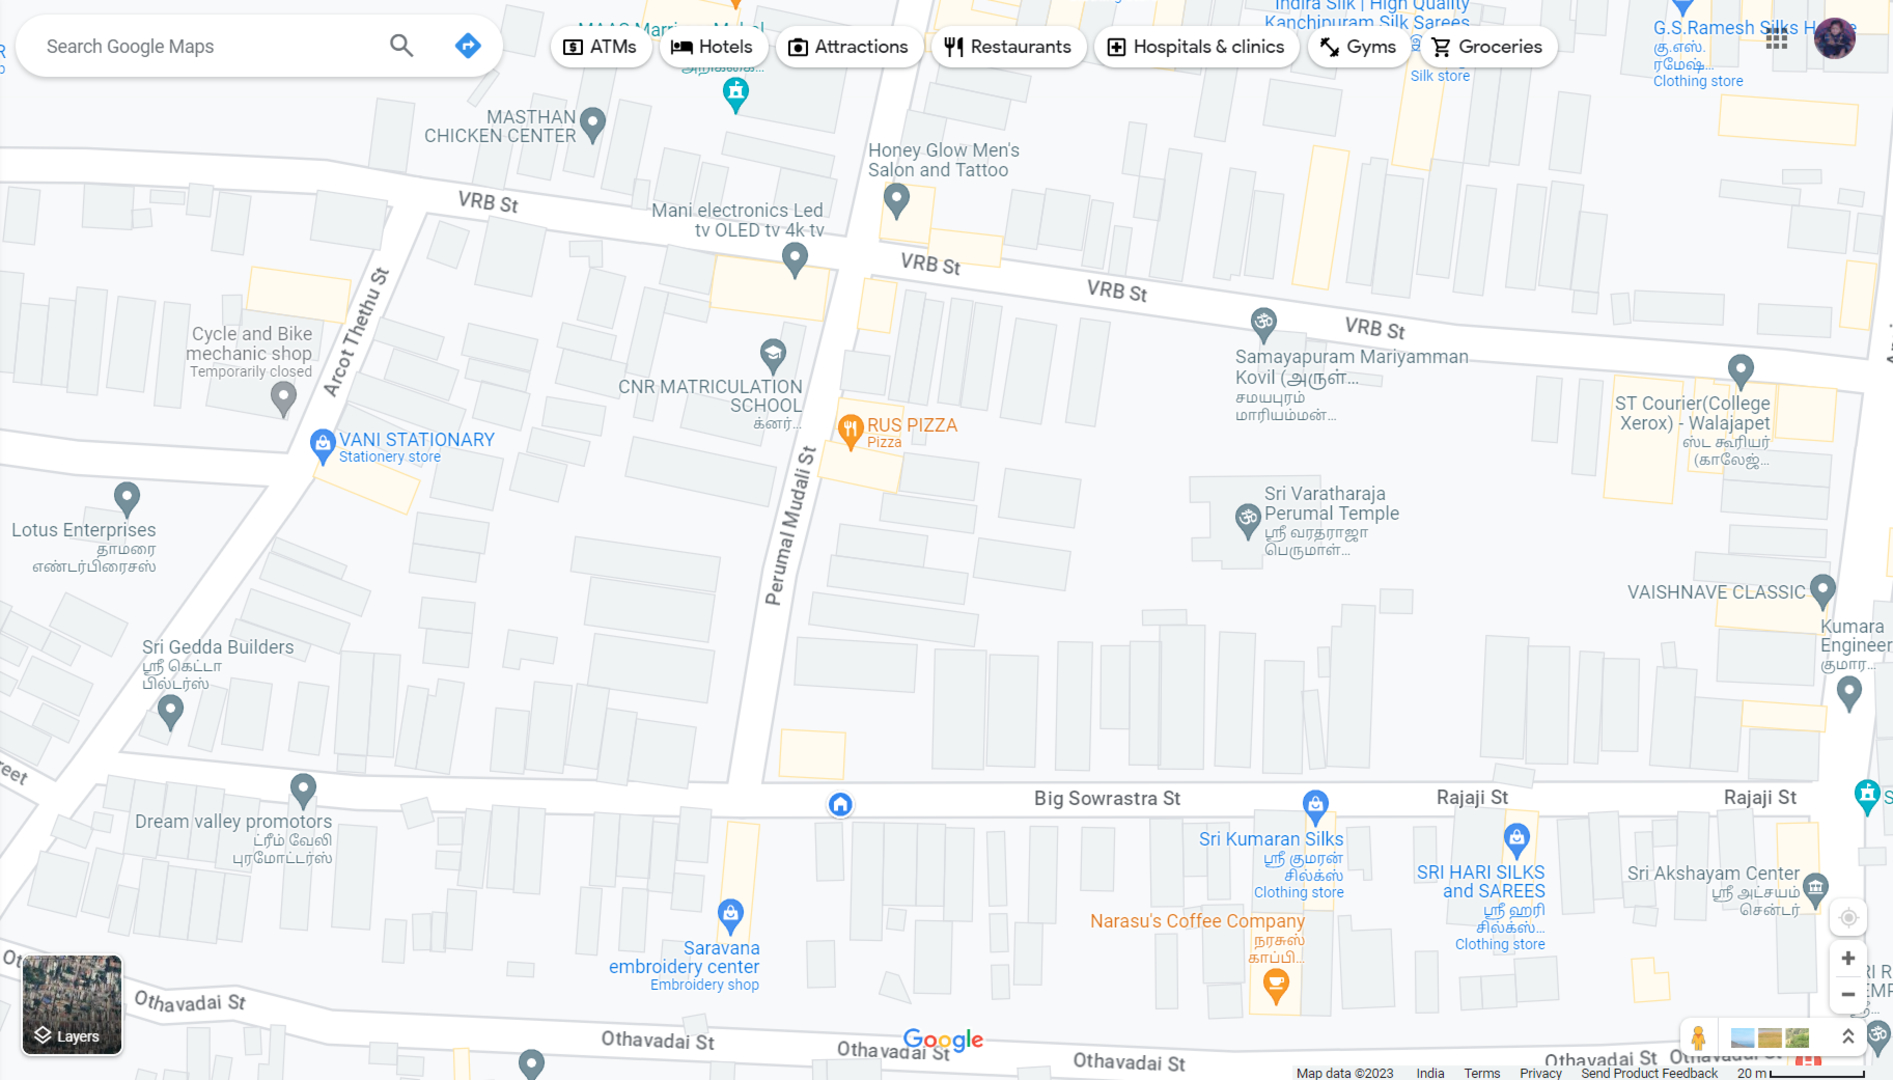 Search Google Maps
ATMs
Hotels
Attractions
Restaurants
Hospitals & clinics
Gyms
Groceries
Indira Silk | High Quality
Kanchipuram Silk Sarees
Silk store
G.S.Ramesh Silks
கு.எஸ்.
ரமேஷ்...
Clothing store
MASTHAN
CHICKEN CENTER
Honey Glow Men's
Salon and Tattoo
VRB St
Mani electronics Led
tv OLED tv 4k tv
VRB St
VRB St
VRB St
Arcot Thethu St
Cycle and Bike
mechanic shop
Temporarily closed
CNR MATRICULATION
SCHOOL
க்னர்...
Samayapuram Mariyamman
Kovil (அருள்...
சமயபுரம்
மாரியம்மன்...
ST Courier(College
Xerox) - Walajapet
ஸ்ட கூரியர்
(காலேஜ்...
RUS PIZZA
Pizza
VANI STATIONARY
Stationery store
Perumal Mudali St
Lotus Enterprises
தாமரை
எண்டர்பிரைசஸ்
Sri Varatharaja
Perumal Temple
ஸ்ரீ வரதராஜா
பெருமாள்...
VAISHNAVE CLASSIC
Kumara
Engineer
குமார...
Sri Gedda Builders
ஸ்ரீ கெட்டா
பில்டர்ஸ்
Big Sowrastra St
Rajaji St
Rajaji St
Dream valley promotors
ட்ரீம் வேலி
புரமோட்டர்ஸ்
Sri Kumaran Silks
ஸ்ரீ குமரன்
சில்க்ஸ்
Clothing store
SRI HARI SILKS
and SAREES
ஸ்ரீ ஹரி
சில்க்ஸ்...
Clothing store
Sri Akshayam Center
ஸ்ரீ அட்சயம்
சென்டர்
Narasu's Coffee Company
நரசுஸ்
காப்பி...
Saravana
embroidery center
Embroidery shop
Othavadai St
Othavadai St
Othavadai St
Othavadai St
Othavadai St
Layers
Google
Map data ©2023
India
Terms
Privacy
Send Product Feedback
20 m